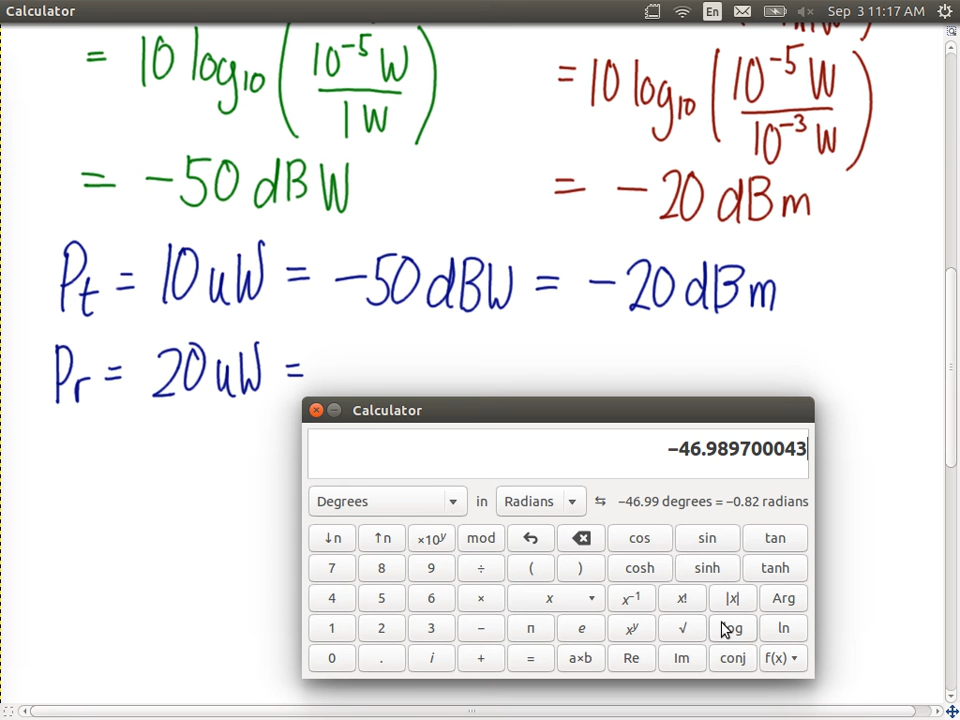 Calculator
En
Sep 3 11:17 AM
= 10 log10 ( 10^-5 W / 1 W )
= 10 log10 ( 10^-5 W / 10^-3 W )
= -50 dBW
= -20 dBm
Pt = 10 uW = -50 dBW = -20 dBm
Pr = 20 uW =
Calculator
−46.989700043
Degrees in Radians ⇆ −46.99 degrees = −0.82 radians
↓n ↑n ×10^y mod cos sin tan
7 8 9 ÷ ( ) cosh sinh tanh
4 5 6 × x x^-1 x! |x| Arg
1 2 3 − π e x^y √ log ln
0 . i + = a×b Re Im conj f(x)